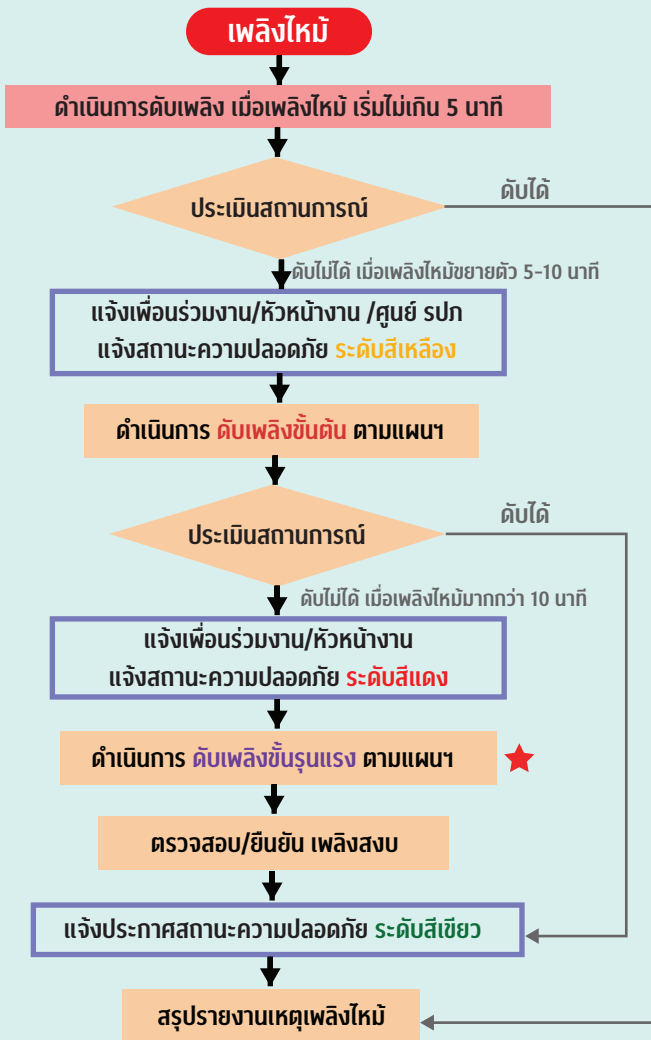 เพลิงไหม้
ดำเนินการดับเพลิง เมื่อเพลิงไหม้ เริ่มไม่เกิน 5 นาที
ประเมินสถานการณ์
ดับได้
ดับไม่ได้ เมื่อเพลิงไหม้ขยายตัว 5-10 นาที
แจ้งเพื่อนร่วมงาน/หัวหน้างาน /ศูนย์ รปภ
แจ้งสถานะความปลอดภัย ระดับสีเหลือง
ดำเนินการ ดับเพลิงขั้นต้น ตามแผนฯ
ประเมินสถานการณ์
ดับได้
ดับไม่ได้ เมื่อเพลิงไหม้มากกว่า 10 นาที
แจ้งเพื่อนร่วมงาน/หัวหน้างาน
แจ้งสถานะความปลอดภัย ระดับสีแดง
ดำเนินการ ดับเพลิงขั้นรุนแรง ตามแผนฯ
ตรวจสอบ/ยืนยัน เพลิงสงบ
แจ้งประกาศสถานะความปลอดภัย ระดับสีเขียว
สรุปรายงานเหตุเพลิงไหม้